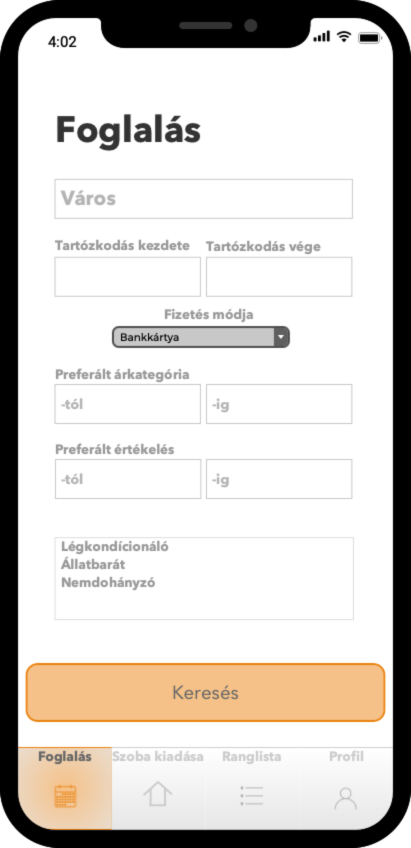 4:02
Foglalás
Város
Tartózkodás kezdete Tartózkodás vége
Fizetés módja
Bankkártya
Preferált árkategória
-tól -ig
Preferált értékelés
-tól -ig
Légkondícionáló
Állatbarát
Nemdohányzó
Keresés
Foglalás Szoba kiadása Ranglista Profil